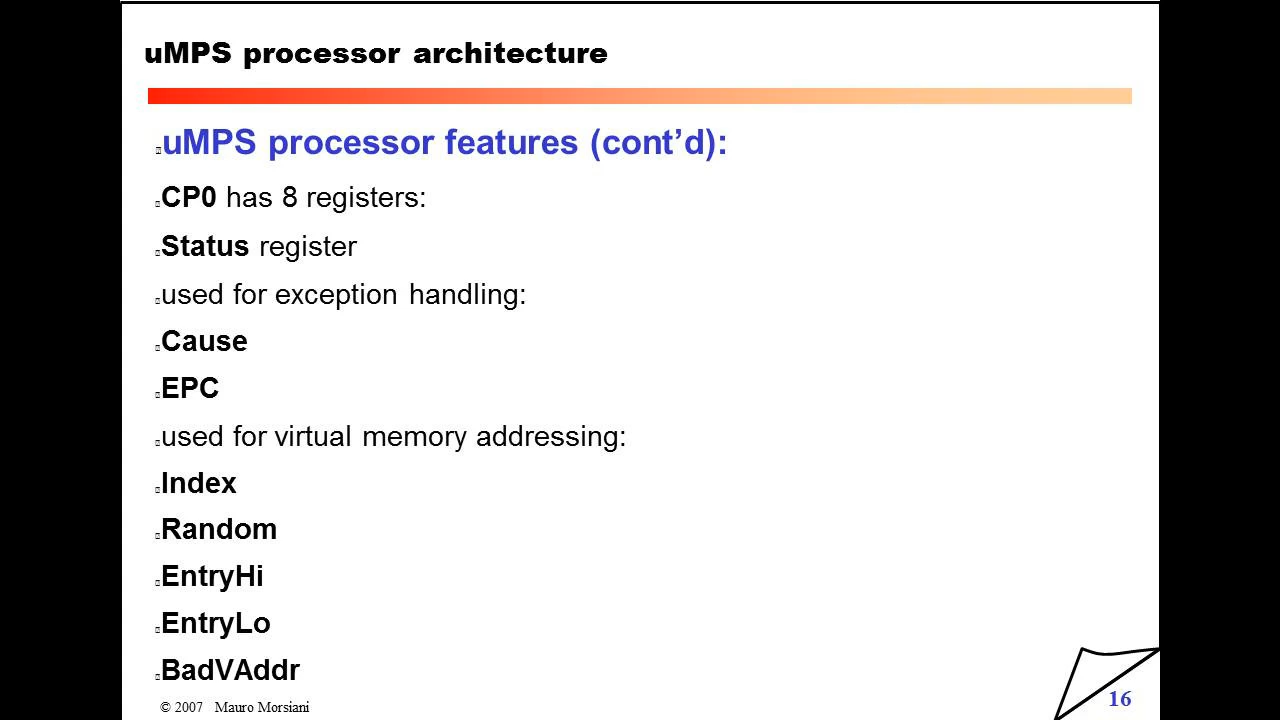 uMPS processor architecture
uMPS processor features (cont’d):
CP0 has 8 registers:
Status register
used for exception handling:
Cause
EPC
used for virtual memory addressing:
Index
Random
EntryHi
EntryLo
BadVAddr
© 2007 Mauro Morsiani
16